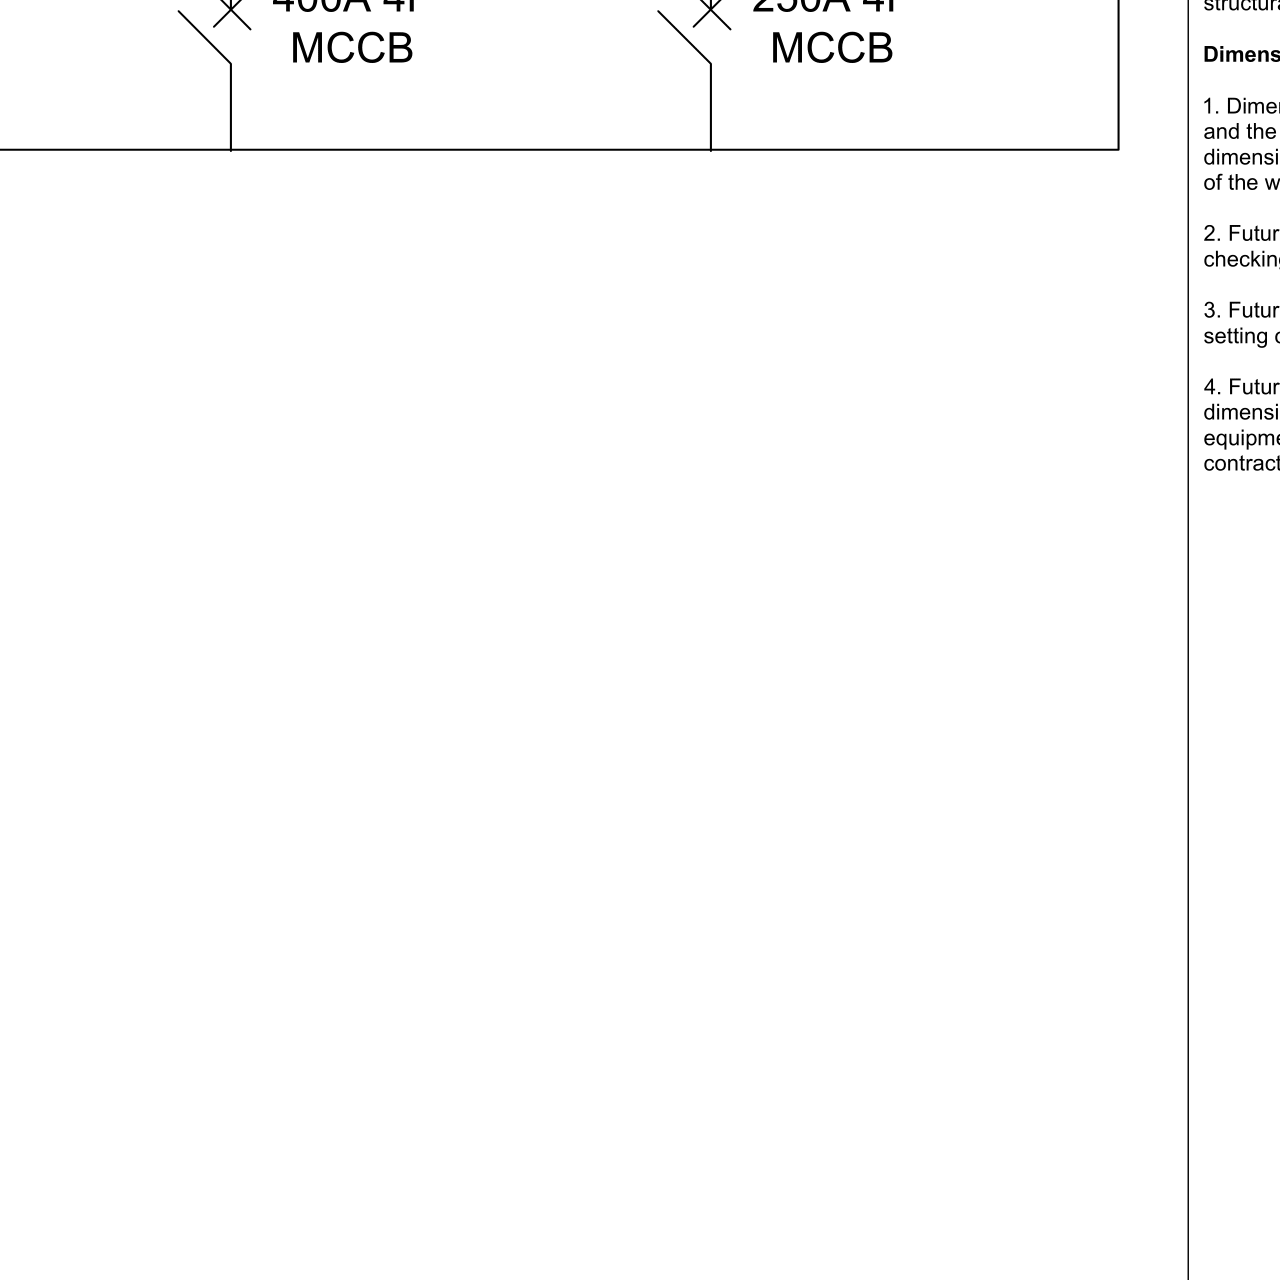 400A 4P
MCCB
250A 4P
MCCB
Dimens
1. Dimen
and the
dimensi
of the w
2. Futur
checking
3. Futur
setting
4. Futur
dimensi
equipme
contract